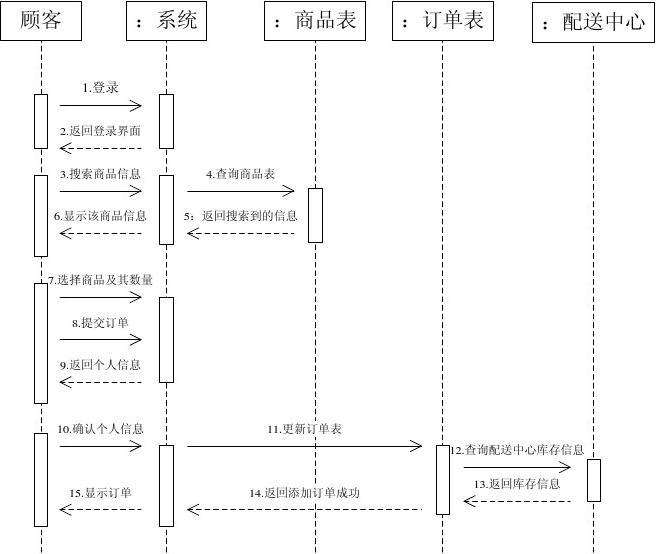 顾客
：系统
：商品表
：订单表
：配送中心
1.登录
2.返回登录界面
3.搜索商品信息
4.查询商品表
6.显示该商品信息
5：返回搜索到的信息
7.选择商品及其数量
8.提交订单
9.返回个人信息
10.确认个人信息
11.更新订单表
12.查询配送中心库存信息
13.返回库存信息
15.显示订单
14.返回添加订单成功